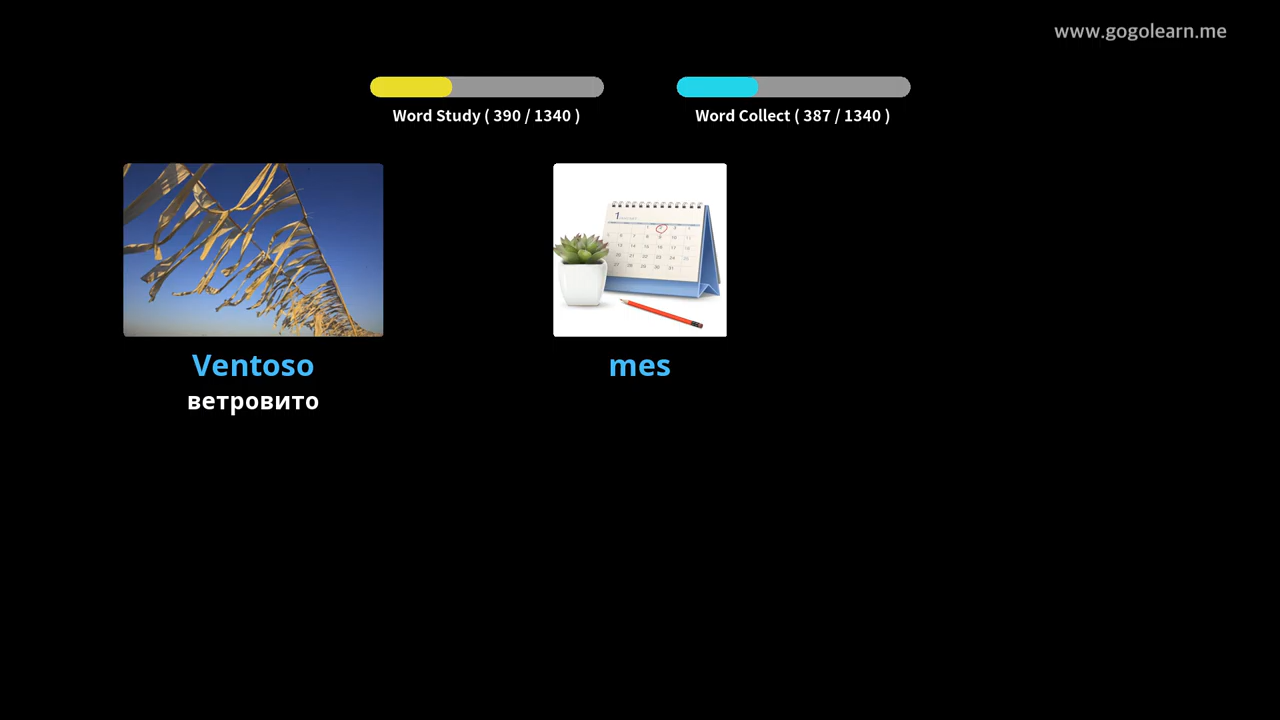 www.gogolearn.me
Word Study ( 390 / 1340 )
Word Collect ( 387 / 1340 )
Ventoso
ветровито
mes